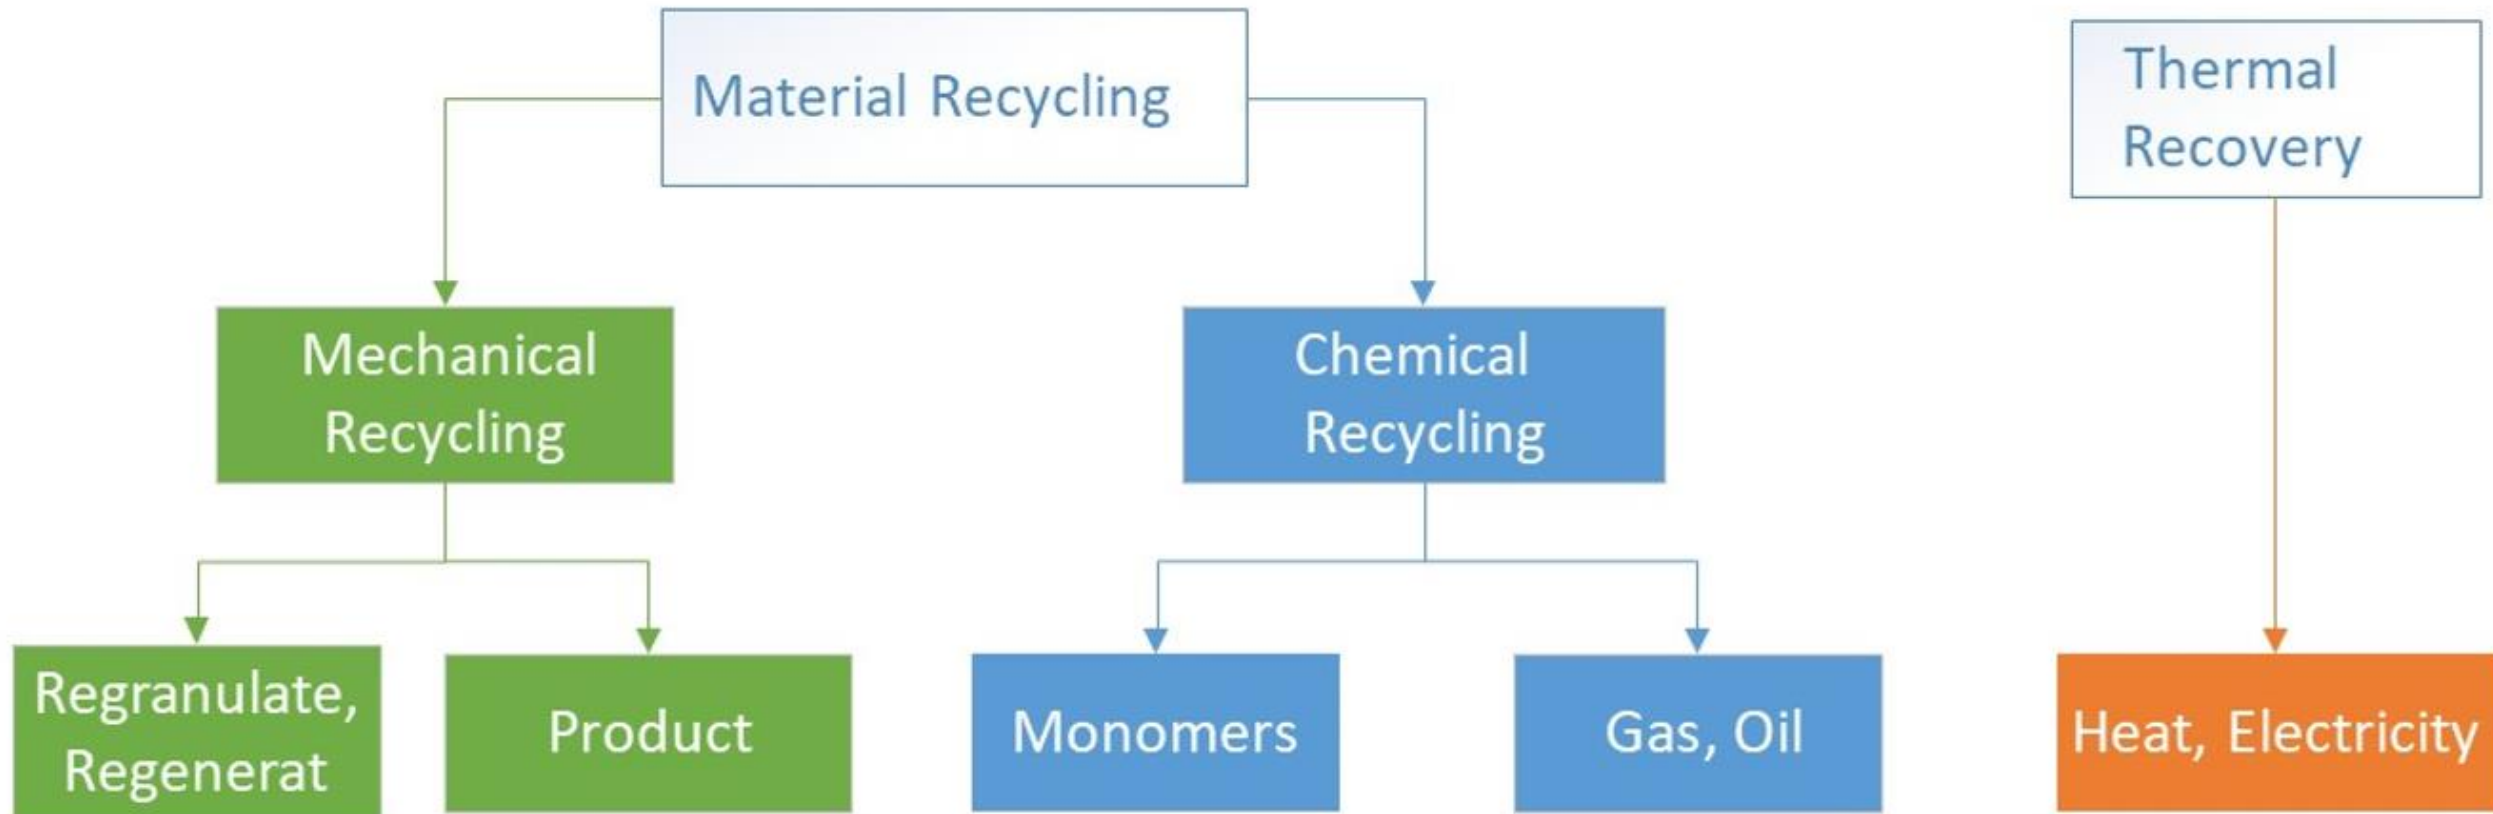 Material Recycling
Thermal
Recovery
Mechanical
Recycling
Chemical
Recycling
Regranulate,
Regenerat
Product
Monomers
Gas, Oil
Heat, Electricity